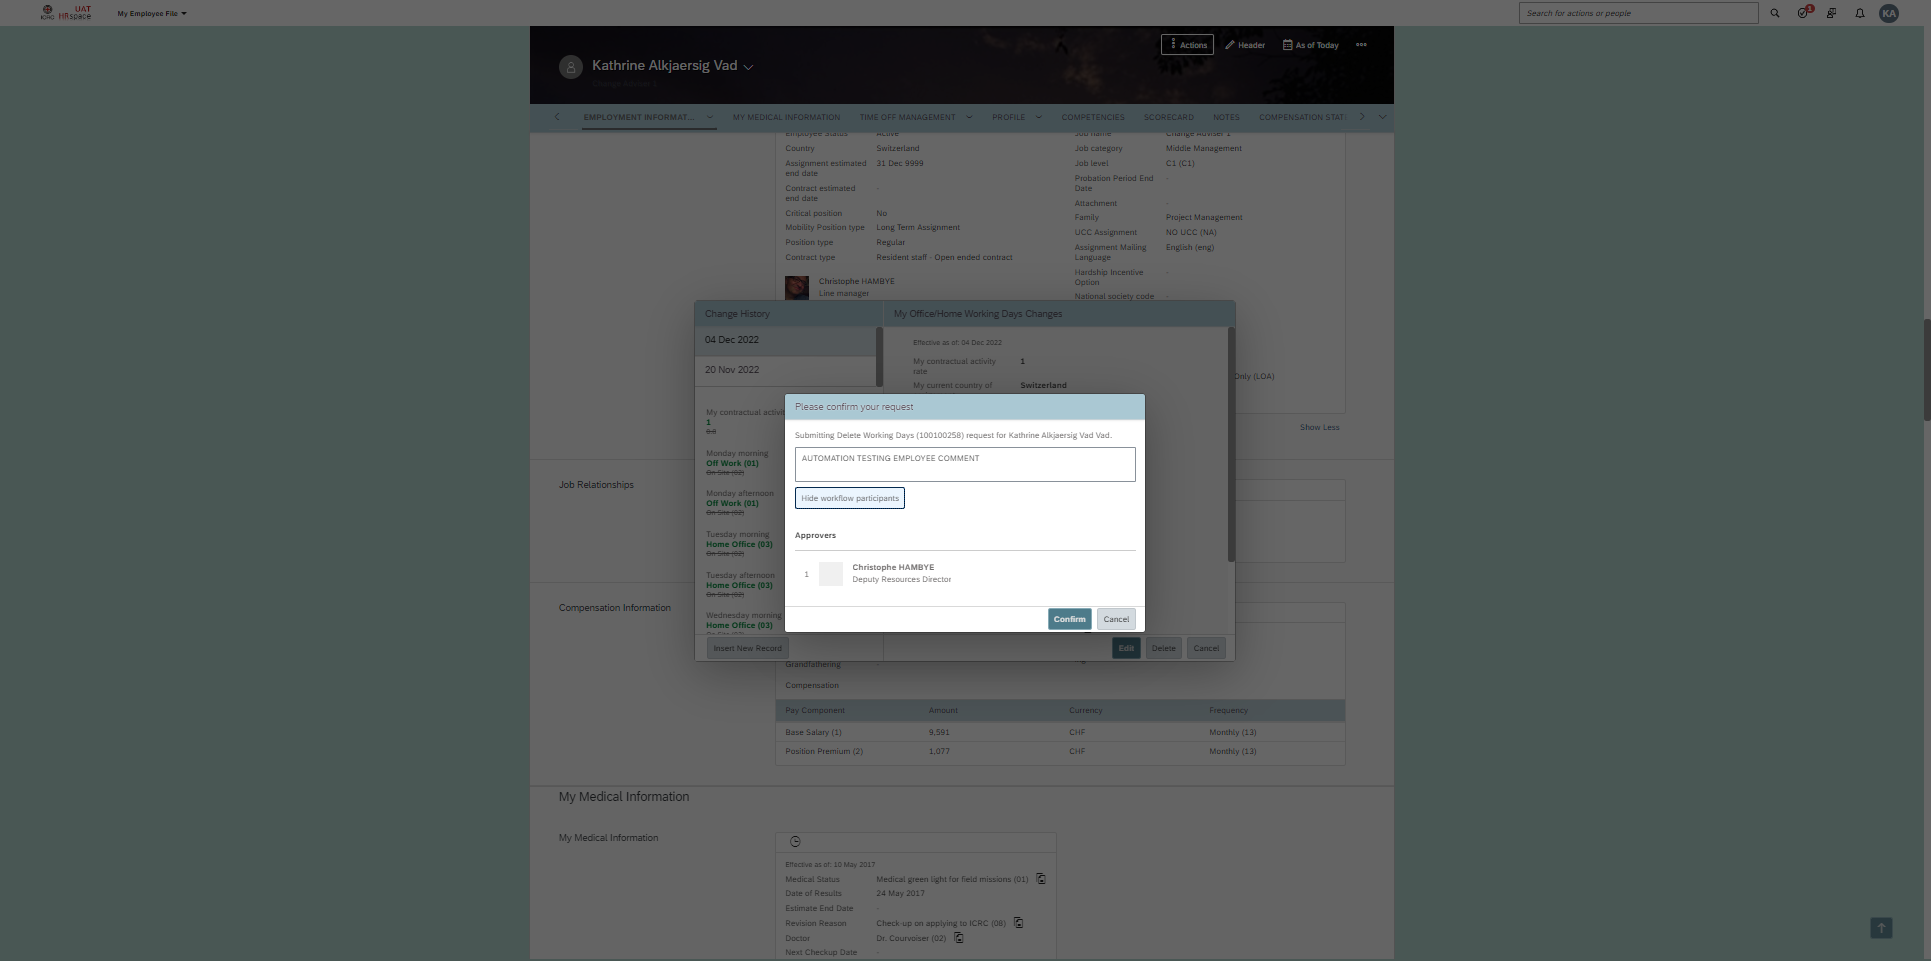 ICRC
UAT
HRspace
My Employee File
Search for actions or people
1
KA
Actions
Header
As of Today
Kathrine Alkjaersig Vad
EMPLOYMENT INFORMAT...
MY MEDICAL INFORMATION
TIME OFF MANAGEMENT
PROFILE
COMPETENCIES
SCORECARD
NOTES
COMPENSATION STAT
Employee Status
Active
Country
Switzerland
Assignment estimated
end date
31 Dec 9999
Contract estimated
end date
-
Critical position
No
Mobility Position type
Long Term Assignment
Position type
Regular
Contract type
Resident staff - Open ended contract
Christophe HAMBYE
Line manager
Job name
Change Adviser 1
Job category
Middle Management
Job level
C1 (C1)
Probation Period End
Date
-
Attachment
-
Family
Project Management
UCC Assignment
NO UCC (NA)
Assignment Mailing
Language
English (eng)
Hardship Incentive
Option
-
National society code
-
Only (LOA)
Show Less
Change History
04 Dec 2022
20 Nov 2022
My contractual activit
1
Monday morning
Off Work (01)
On Site (02)
Monday afternoon
Off Work (01)
On Site (02)
Tuesday morning
Home Office (03)
On Site (02)
Tuesday afternoon
Home Office (03)
On Site (02)
Wednesday morning
Home Office (03)
On Site (02)
Insert New Record
My Office/Home Working Days Changes
Effective as of: 04 Dec 2022
My contractual activity
rate
1
My current country of
Switzerland
Edit
Delete
Cancel
Please confirm your request
Submitting Delete Working Days (100100258) request for Kathrine Alkjaersig Vad Vad.
AUTOMATION TESTING EMPLOYEE COMMENT
Hide workflow participants
Approvers
1
Christophe HAMBYE
Deputy Resources Director
Confirm
Cancel
Job Relationships
Compensation Information
Grandfathering
-
Compensation
Pay Component
Amount
Currency
Frequency
Base Salary (1)
9,591
CHF
Monthly (13)
Position Premium (2)
1,077
CHF
Monthly (13)
My Medical Information
My Medical Information
Effective as of: 10 May 2017
Medical Status
Medical green light for field missions (01)
Date of Results
24 May 2017
Estimate End Date
-
Revision Reason
Check-up on applying to ICRC (08)
Doctor
Dr. Courvoiser (02)
Next Checkup Date
-